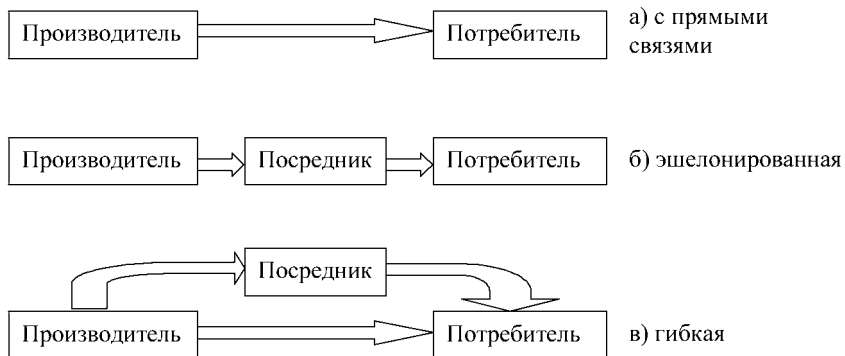 Производитель
Потребитель
а) с прямыми
связями
Производитель
Посредник
Потребитель
б) эшелонированная
Посредник
Производитель
Потребитель
в) гибкая